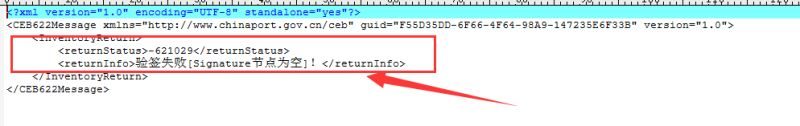 <?xml version="1.0" encoding="UTF-8" standalone="yes"?>
<CEB622Message xmlns="http://www.chinaport.gov.cn/ceb" guid="F55D35DD-6F66-4F64-98A9-147235E6F33B" version="1.0">
<InventoryReturn>
<returnStatus>-621029</returnStatus>
<returnInfo>验签失败[Signature节点为空]！</returnInfo>
</InventoryReturn>
</CEB622Message>